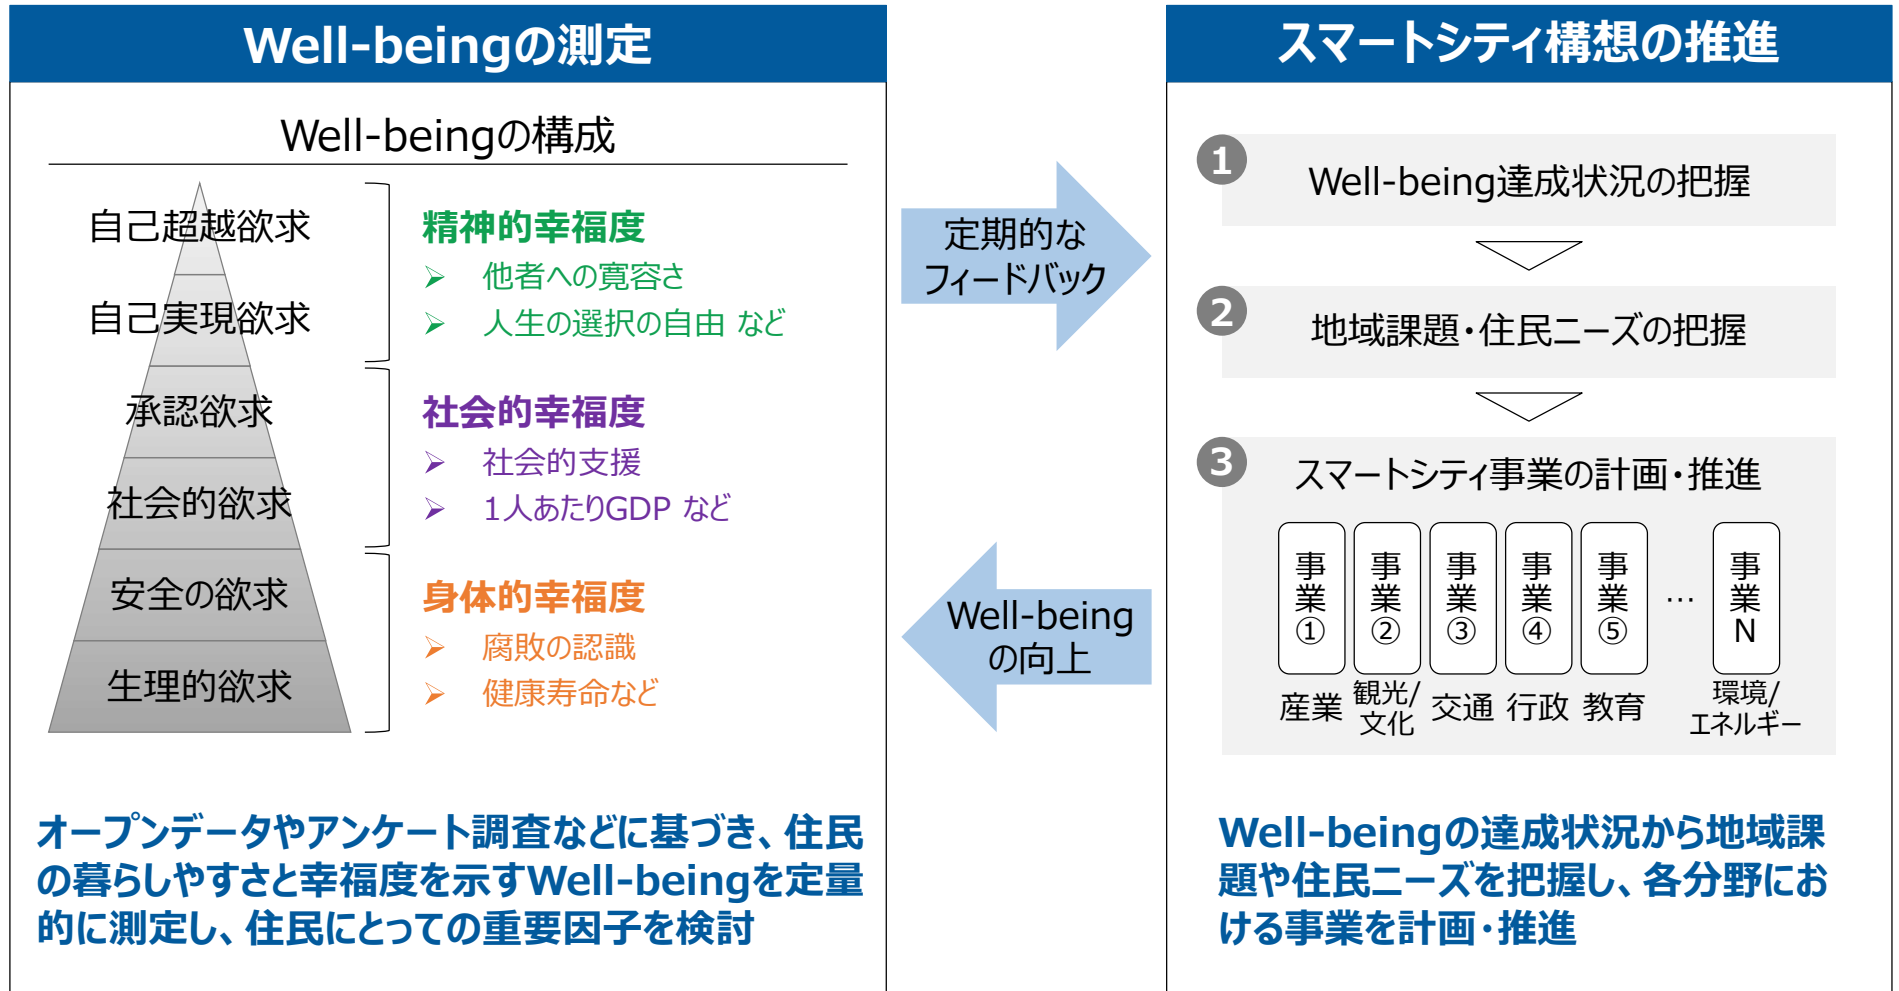 Well-beingの測定
Well-beingの構成
自己超越欲求
自己実現欲求
承認欲求
社会的欲求
安全の欲求
生理的欲求
精神的幸福度
➢ 他者への寛容さ
➢ 人生の選択の自由 など
社会的幸福度
➢ 社会的支援
➢ 1人あたりGDP など
身体的幸福度
➢ 腐敗の認識
➢ 健康寿命など
オープンデータやアンケート調査などに基づき、住民
の暮らしやすさと幸福度を示すWell-beingを定量
的に測定し、住民にとっての重要因子を検討
定期的な
フィードバック
Well-being
の向上
スマートシティ構想の推進
1
Well-being達成状況の把握
2
地域課題・住民ニーズの把握
3
スマートシティ事業の計画・推進
事業①
事業②
事業③
事業④
事業⑤
…
事業N
産業
観光/
文化
交通
行政
教育
環境/
エネルギー
Well-beingの達成状況から地域課
題や住民ニーズを把握し、各分野にお
ける事業を計画・推進